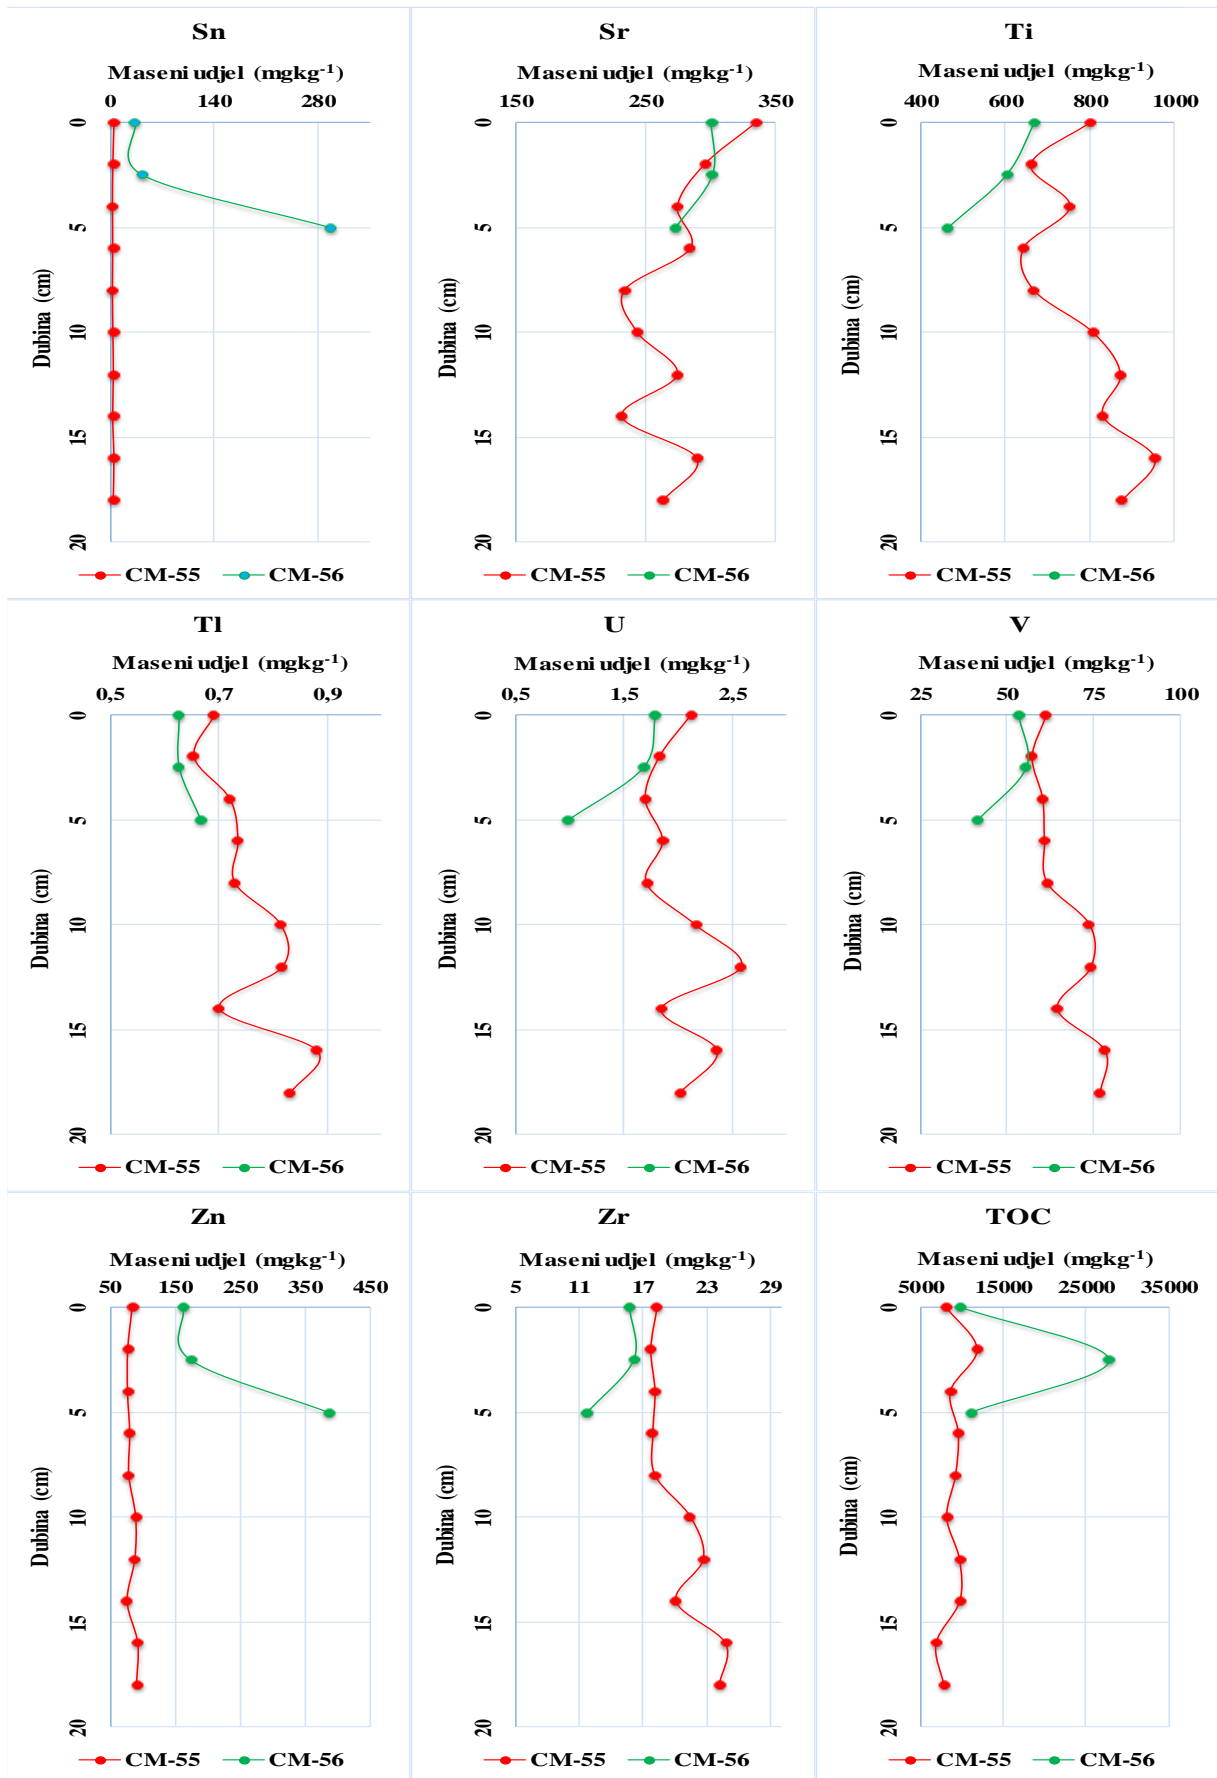 Sn
Maseni udjel (mgkg-1)
0 140 280
0
5
10
15
20
Dubina (cm)
CM-55 CM-56
Sr
Maseni udjel (mgkg-1)
150 250 350
0
5
10
15
20
Dubina (cm)
CM-55 CM-56
Ti
Maseni udjel (mgkg-1)
400 600 800 1000
0
5
10
15
20
Dubina (cm)
CM-55 CM-56
Tl
Maseni udjel (mgkg-1)
0,5 0,7 0,9
0
5
10
15
20
Dubina (cm)
CM-55 CM-56
U
Maseni udjel (mgkg-1)
0,5 1,5 2,5
0
5
10
15
20
Dubina (cm)
CM-55 CM-56
V
Maseni udjel (mgkg-1)
25 50 75 100
0
5
10
15
20
Dubina (cm)
CM-55 CM-56
Zn
Maseni udjel (mgkg-1)
50 150 250 350 450
0
5
10
15
20
Dubina (cm)
CM-55 CM-56
Zr
Maseni udjel (mgkg-1)
5 11 17 23 29
0
5
10
15
20
Dubina (cm)
CM-55 CM-56
TOC
Maseni udjel (mgkg-1)
5000 15000 25000 35000
0
5
10
15
20
Dubina (cm)
CM-55 CM-56